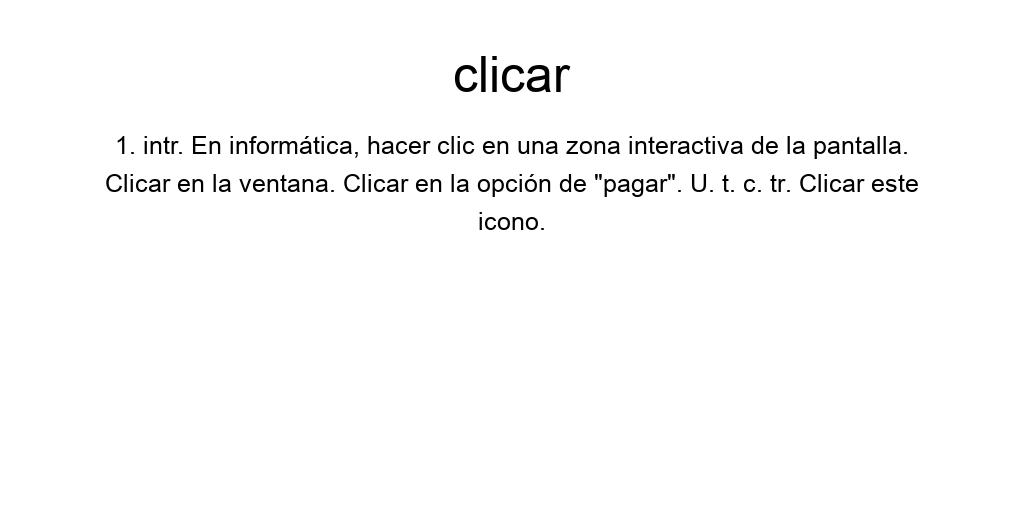 clicar
1. intr. En informática, hacer clic en una zona interactiva de la pantalla.
Clicar en la ventana. Clicar en la opción de "pagar". U. t. c. tr. Clicar este
icono.